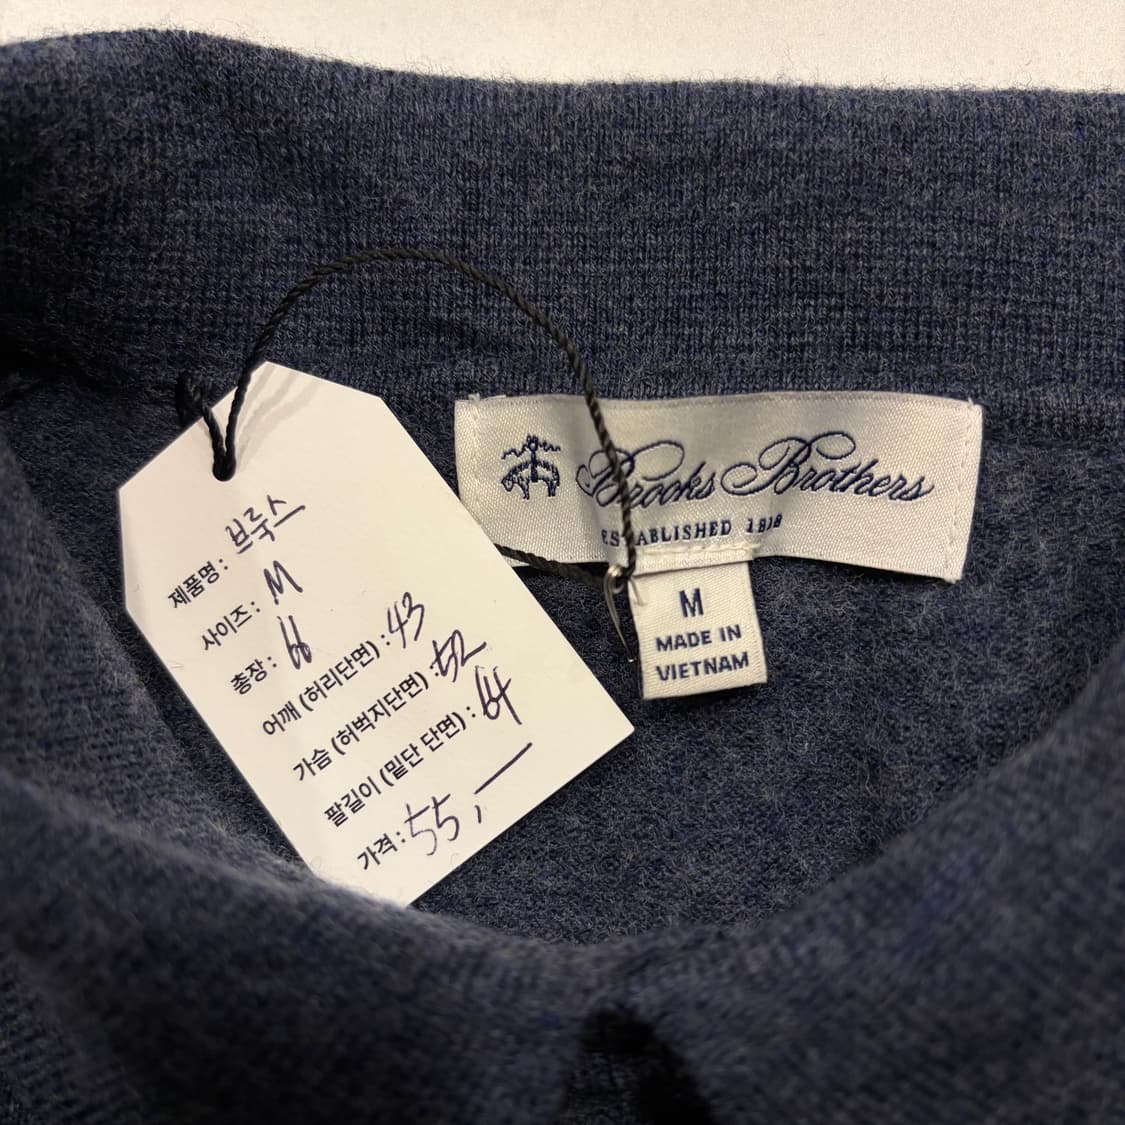 제품명: 브룩스
사이즈: M
총장: 66
어깨 (허리단면) : 43
가슴 (허벅지단면) : 52
팔길이 (밑단 단면) : 64
가격 : 55,—
Brooks Brothers
ESTABLISHED 1818
M
MADE IN
VIETNAM